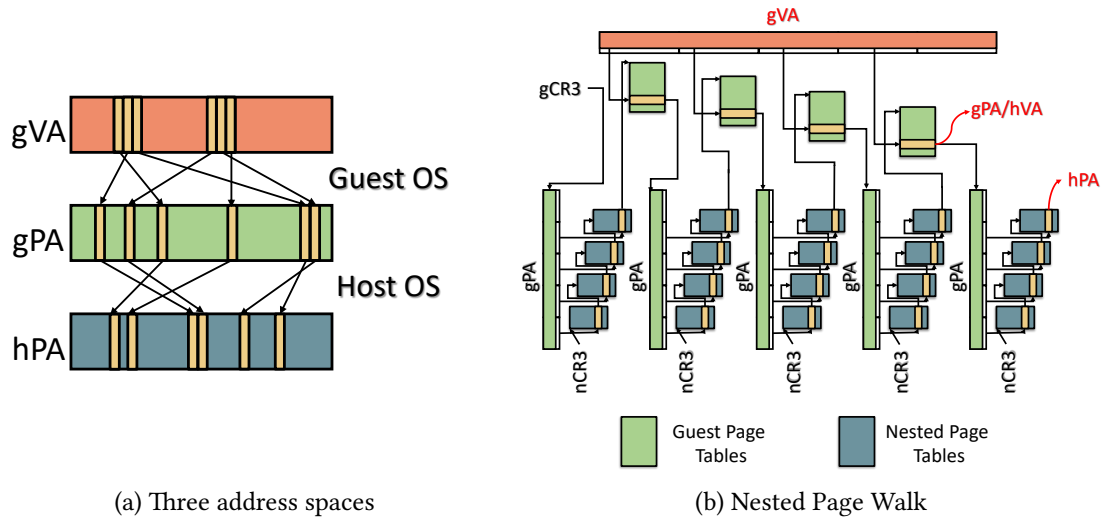 gVA
Guest OS
gPA
Host OS
hPA
(a) Three address spaces
gVA
gCR3
gPA/hVA
hPA
gPA
gPA
gPA
gPA
gPA
nCR3
nCR3
nCR3
nCR3
nCR3
Guest Page
Tables
Nested Page
Tables
(b) Nested Page Walk